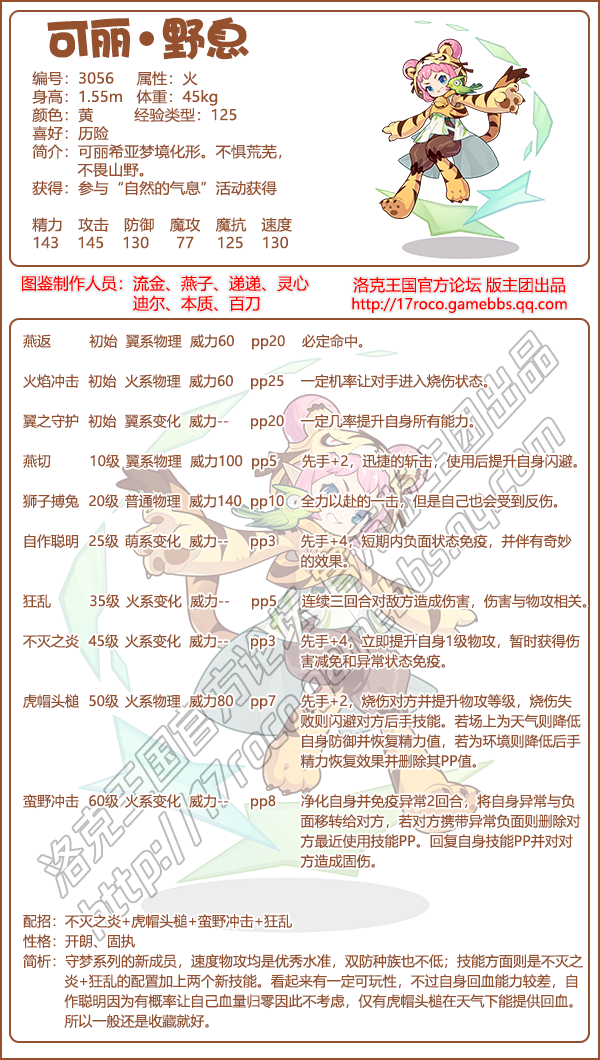 可丽·野息
编号：3056 属性：火
身高：1.55m 体重：45kg
颜色：黄 经验类型：125
喜好：历险
简介：可丽希亚梦境化形。不惧荒芜，
不畏山野。
获得：参与“自然的气息”活动获得
精力 攻击 防御 魔攻 魔抗 速度
143 145 130 77 125 130
图鉴制作人员：流金、燕子、递递、灵心
迪尔、本质、百刀
洛克王国官方论坛 版主团出品
http://17roco.gamebbs.qq.com
燕返 初始 翼系物理 威力60 pp20 必定命中。
火焰冲击 初始 火系物理 威力60 pp25 一定机率让对手进入烧伤状态。
翼之守护 初始 翼系变化 威力-- pp20 一定几率提升自身所有能力。
燕切 10级 翼系物理 威力100 pp5 先手+2，迅捷的斩击，使用后提升自身闪避。
狮子搏兔 20级 普通物理 威力140 pp10 全力以赴的一击，但是自己也会受到反伤。
自作聪明 25级 萌系变化 威力-- pp3 先手+4，短期内负面状态免疫，并伴有奇妙
的效果。
狂乱 35级 火系变化 威力-- pp5 连续三回合对敌方造成伤害，伤害与物攻相关。
不灭之炎 45级 火系变化 威力-- pp3 先手+4，立即提升自身1级物攻，暂时获得伤
害减免和异常状态免疫。
虎帽头槌 50级 火系物理 威力80 pp7 先手+2，烧伤对方并提升物攻等级，烧伤失
败则闪避对方后手技能。若场上为天气则降低
自身防御并恢复精力值，若为环境则降低后手
精力恢复效果并删除其PP值。
蛮野冲击 60级 火系变化 威力-- pp8 净化自身并免疫异常2回合，将自身异常与负
面移转给对方，若对方携带异常负面则删除对
方最近使用技能PP。回复自身技能PP并对对
方造成固伤。
配招：不灭之炎+虎帽头槌+蛮野冲击+狂乱
性格：开朗、固执
简析：守梦系列的新成员，速度物攻均是优秀水准，双防种族也不低；技能方面则是不灭之
炎+狂乱的配置加上两个新技能。看起来有一定可玩性，不过自身回血能力较差，自
作聪明因为有概率让自己血量归零因此不考虑，仅有虎帽头槌在天气下能提供回血。
所以一般还是收藏就好。
洛克王国官方论坛 版主团出品
http://17roco.gamebbs.qq.com